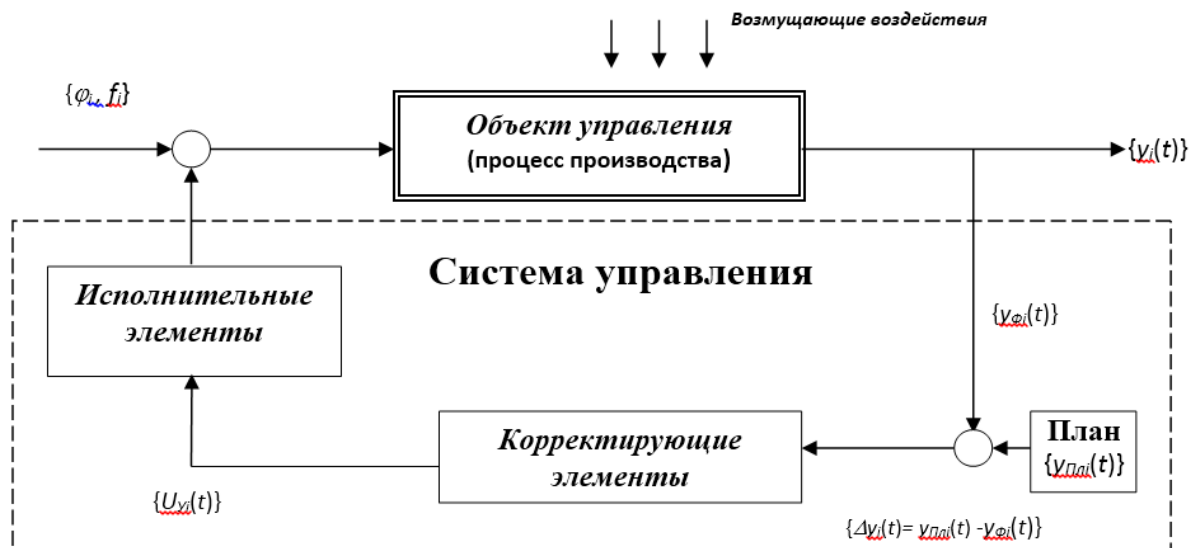 Возмущающие воздействия
{φi, fi}
Объект управления
(процесс производства)
{yi(t)}
Система управления
Исполнительные
элементы
{yФi(t)}
Корректирующие
элементы
План
{yПлi(t)}
{UУi(t)}
{Δyi(t)= yПлi(t) -yФi(t)}